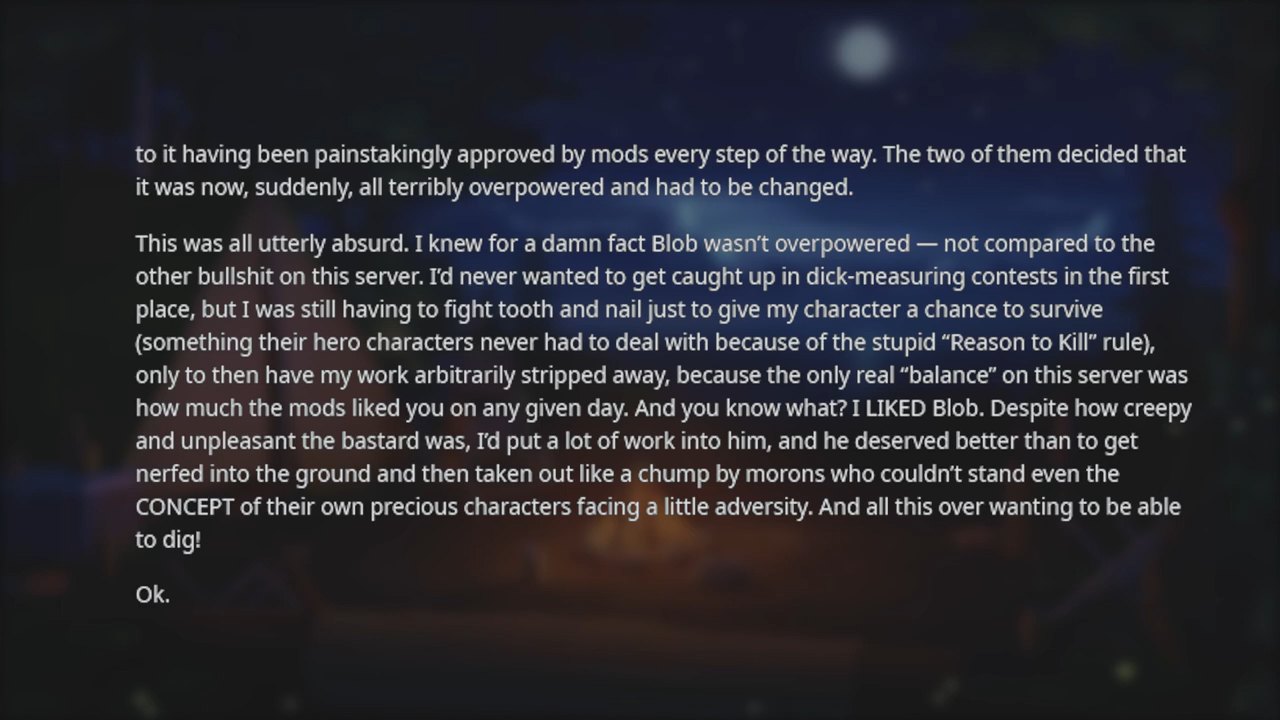 to it having been painstakingly approved by mods every step of the way. The two of them decided that
it was now, suddenly, all terribly overpowered and had to be changed.
This was all utterly absurd. I knew for a damn fact Blob wasn’t overpowered — not compared to the
other bullshit on this server. I’d never wanted to get caught up in dick-measuring contests in the first
place, but I was still having to fight tooth and nail just to give my character a chance to survive
(something their hero characters never had to deal with because of the stupid “Reason to Kill” rule),
only to then have my work arbitrarily stripped away, because the only real “balance” on this server was
how much the mods liked you on any given day. And you know what? I LIKED Blob. Despite how creepy
and unpleasant the bastard was, I’d put a lot of work into him, and he deserved better than to get
nerfed into the ground and then taken out like a chump by morons who couldn’t stand even the
CONCEPT of their own precious characters facing a little adversity. And all this over wanting to be able
to dig!
Ok.